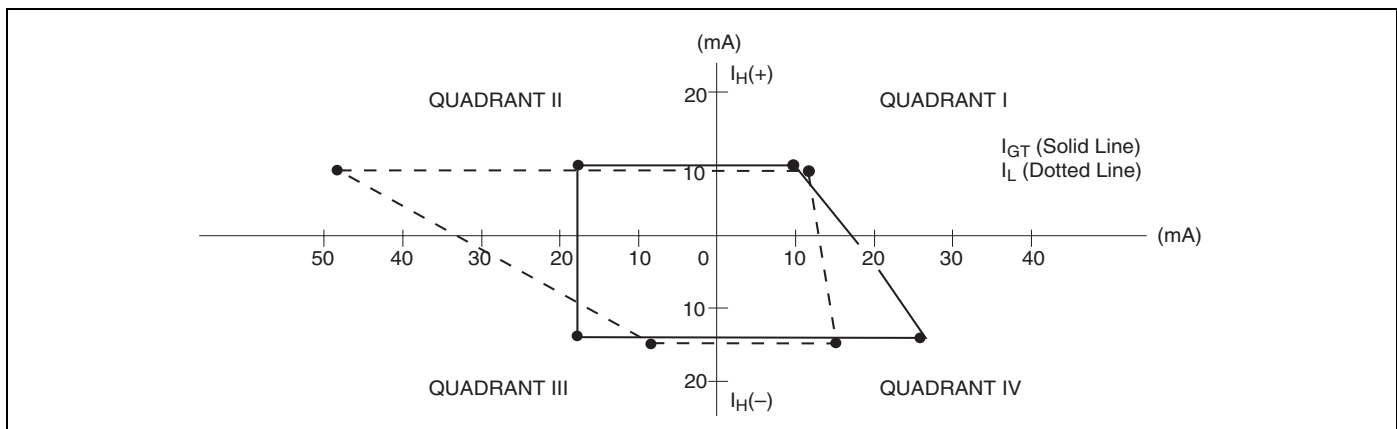 (mA)
I_H(+)
QUADRANT II
20
QUADRANT I
I_GT (Solid Line)
I_L (Dotted Line)
10
50 40 30 20 10 0 10 20 30 40
(mA)
10
QUADRANT III
20
QUADRANT IV
I_H(–)